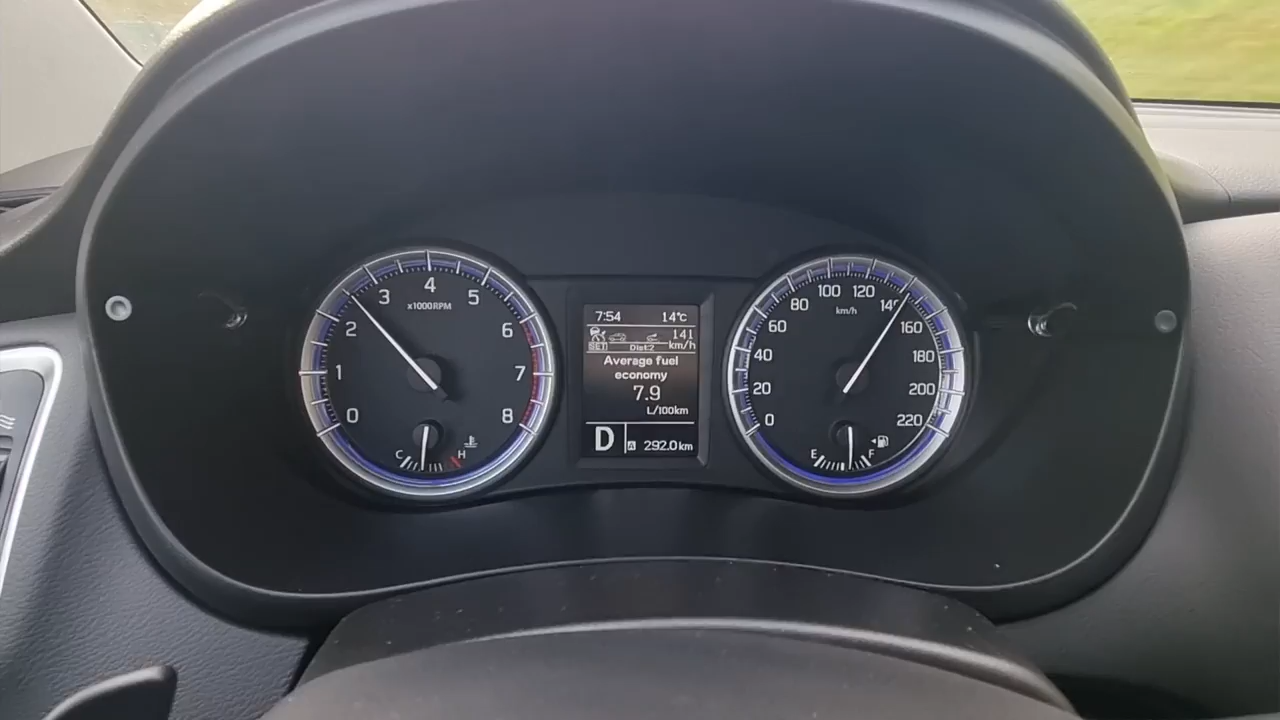 0
1
2
3
4
5
6
7
8
x1000RPM
C
H
7:54 14°C
SET Dist:2 141 km/h
Average fuel
economy
7.9
L/100km
D A 292.0 km
0
20
40
60
80
100
120
140
160
180
200
220
km/h
E
F